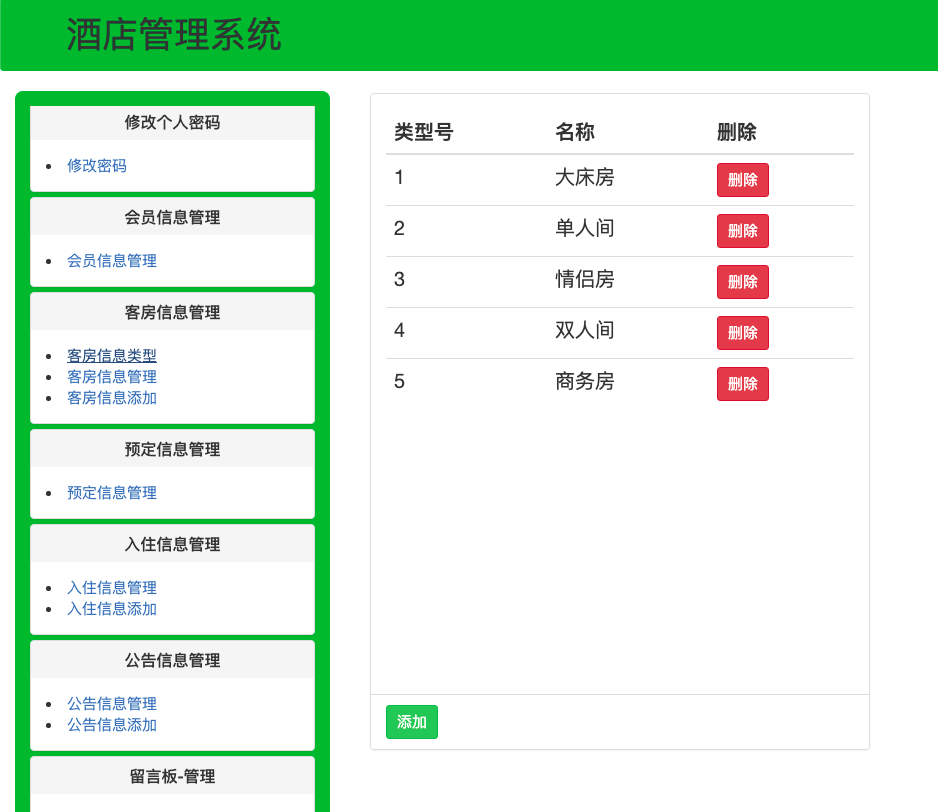 酒店管理系统
修改个人密码
修改密码
会员信息管理
会员信息管理
客房信息管理
客房信息类型
客房信息管理
客房信息添加
预定信息管理
预定信息管理
入住信息管理
入住信息管理
入住信息添加
公告信息管理
公告信息管理
公告信息添加
留言板-管理
类型号 名称 删除
1 大床房 删除
2 单人间 删除
3 情侣房 删除
4 双人间 删除
5 商务房 删除
添加